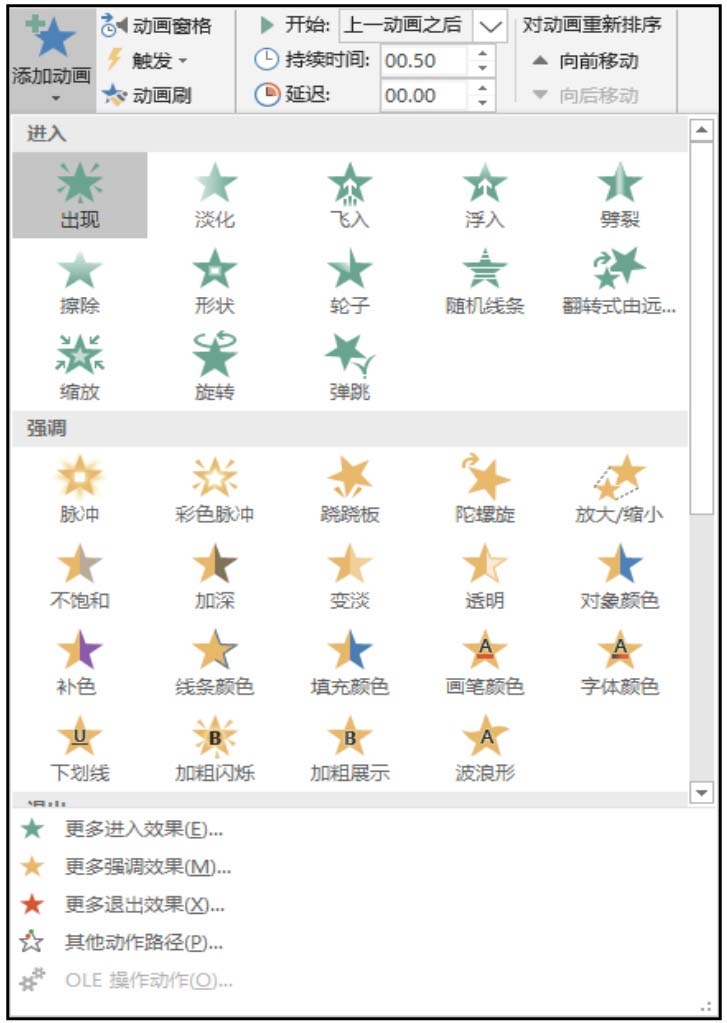 添加动画
动画窗格
触发
动画刷
开始: 上一动画之后
持续时间: 00.50
延迟: 00.00
对动画重新排序
向前移动
向后移动
进入
出现 淡化 飞入 浮入 劈裂
擦除 形状 轮子 随机线条 翻转式由远...
缩放 旋转 弹跳
强调
脉冲 彩色脉冲 跷跷板 陀螺旋 放大/缩小
不饱和 加深 变淡 透明 对象颜色
补色 线条颜色 填充颜色 画笔颜色 字体颜色
下划线 加粗闪烁 加粗展示 波浪形
更多进入效果(E)...
更多强调效果(M)...
更多退出效果(X)...
其他动作路径(P)...
OLE 操作动作(O)...